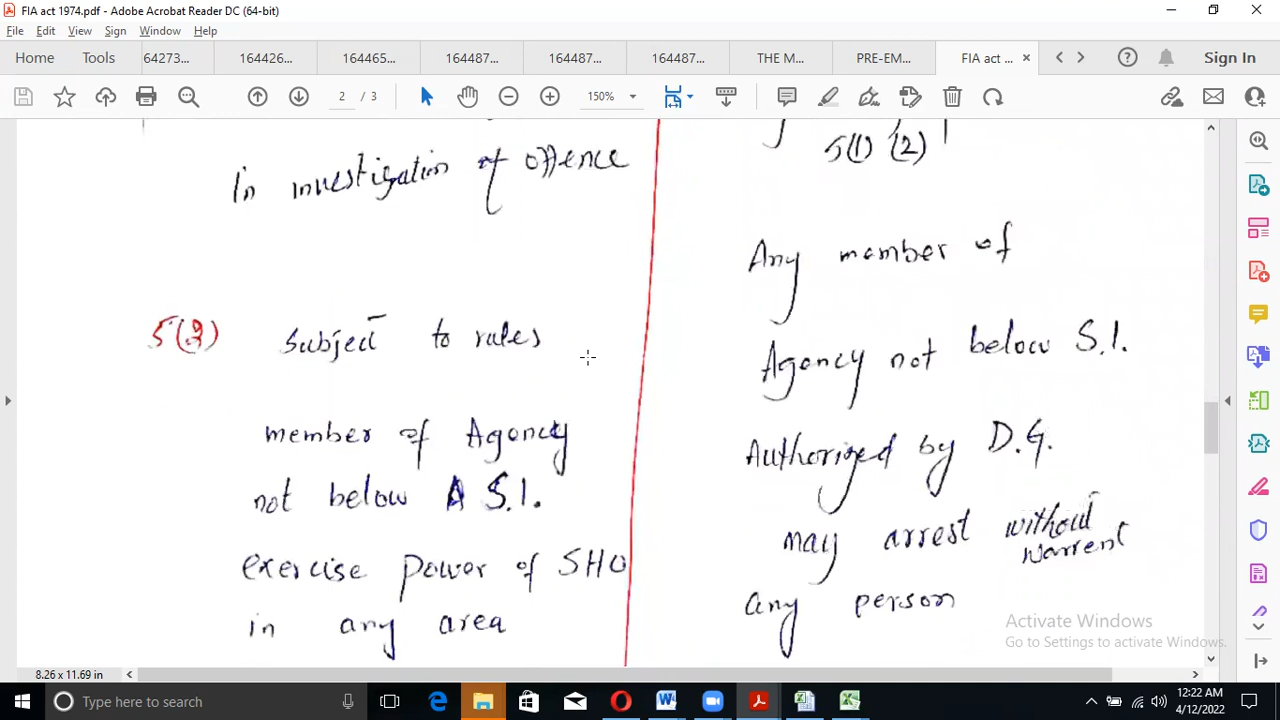 FIA act 1974.pdf - Adobe Acrobat Reader DC (64-bit)
File Edit View Sign Window Help
Home Tools 64273... 164426... 164465... 164487... 164487... 164487... THE M... PRE-EM... FIA act ... × Sign In
2 / 3 150%
In investigation of offence
5(2) Subject to rules
member of Agency
not below A S.I.
exercise power of SHO
in any area
5(1) (2)
Any member of
Agency not below S.I.
Authorized by D.G.
may arrest without
warrent
any person
Activate Windows
Go to Settings to activate Windows.
8.26 x 11.69 in
Type here to search
12:22 AM
4/12/2022